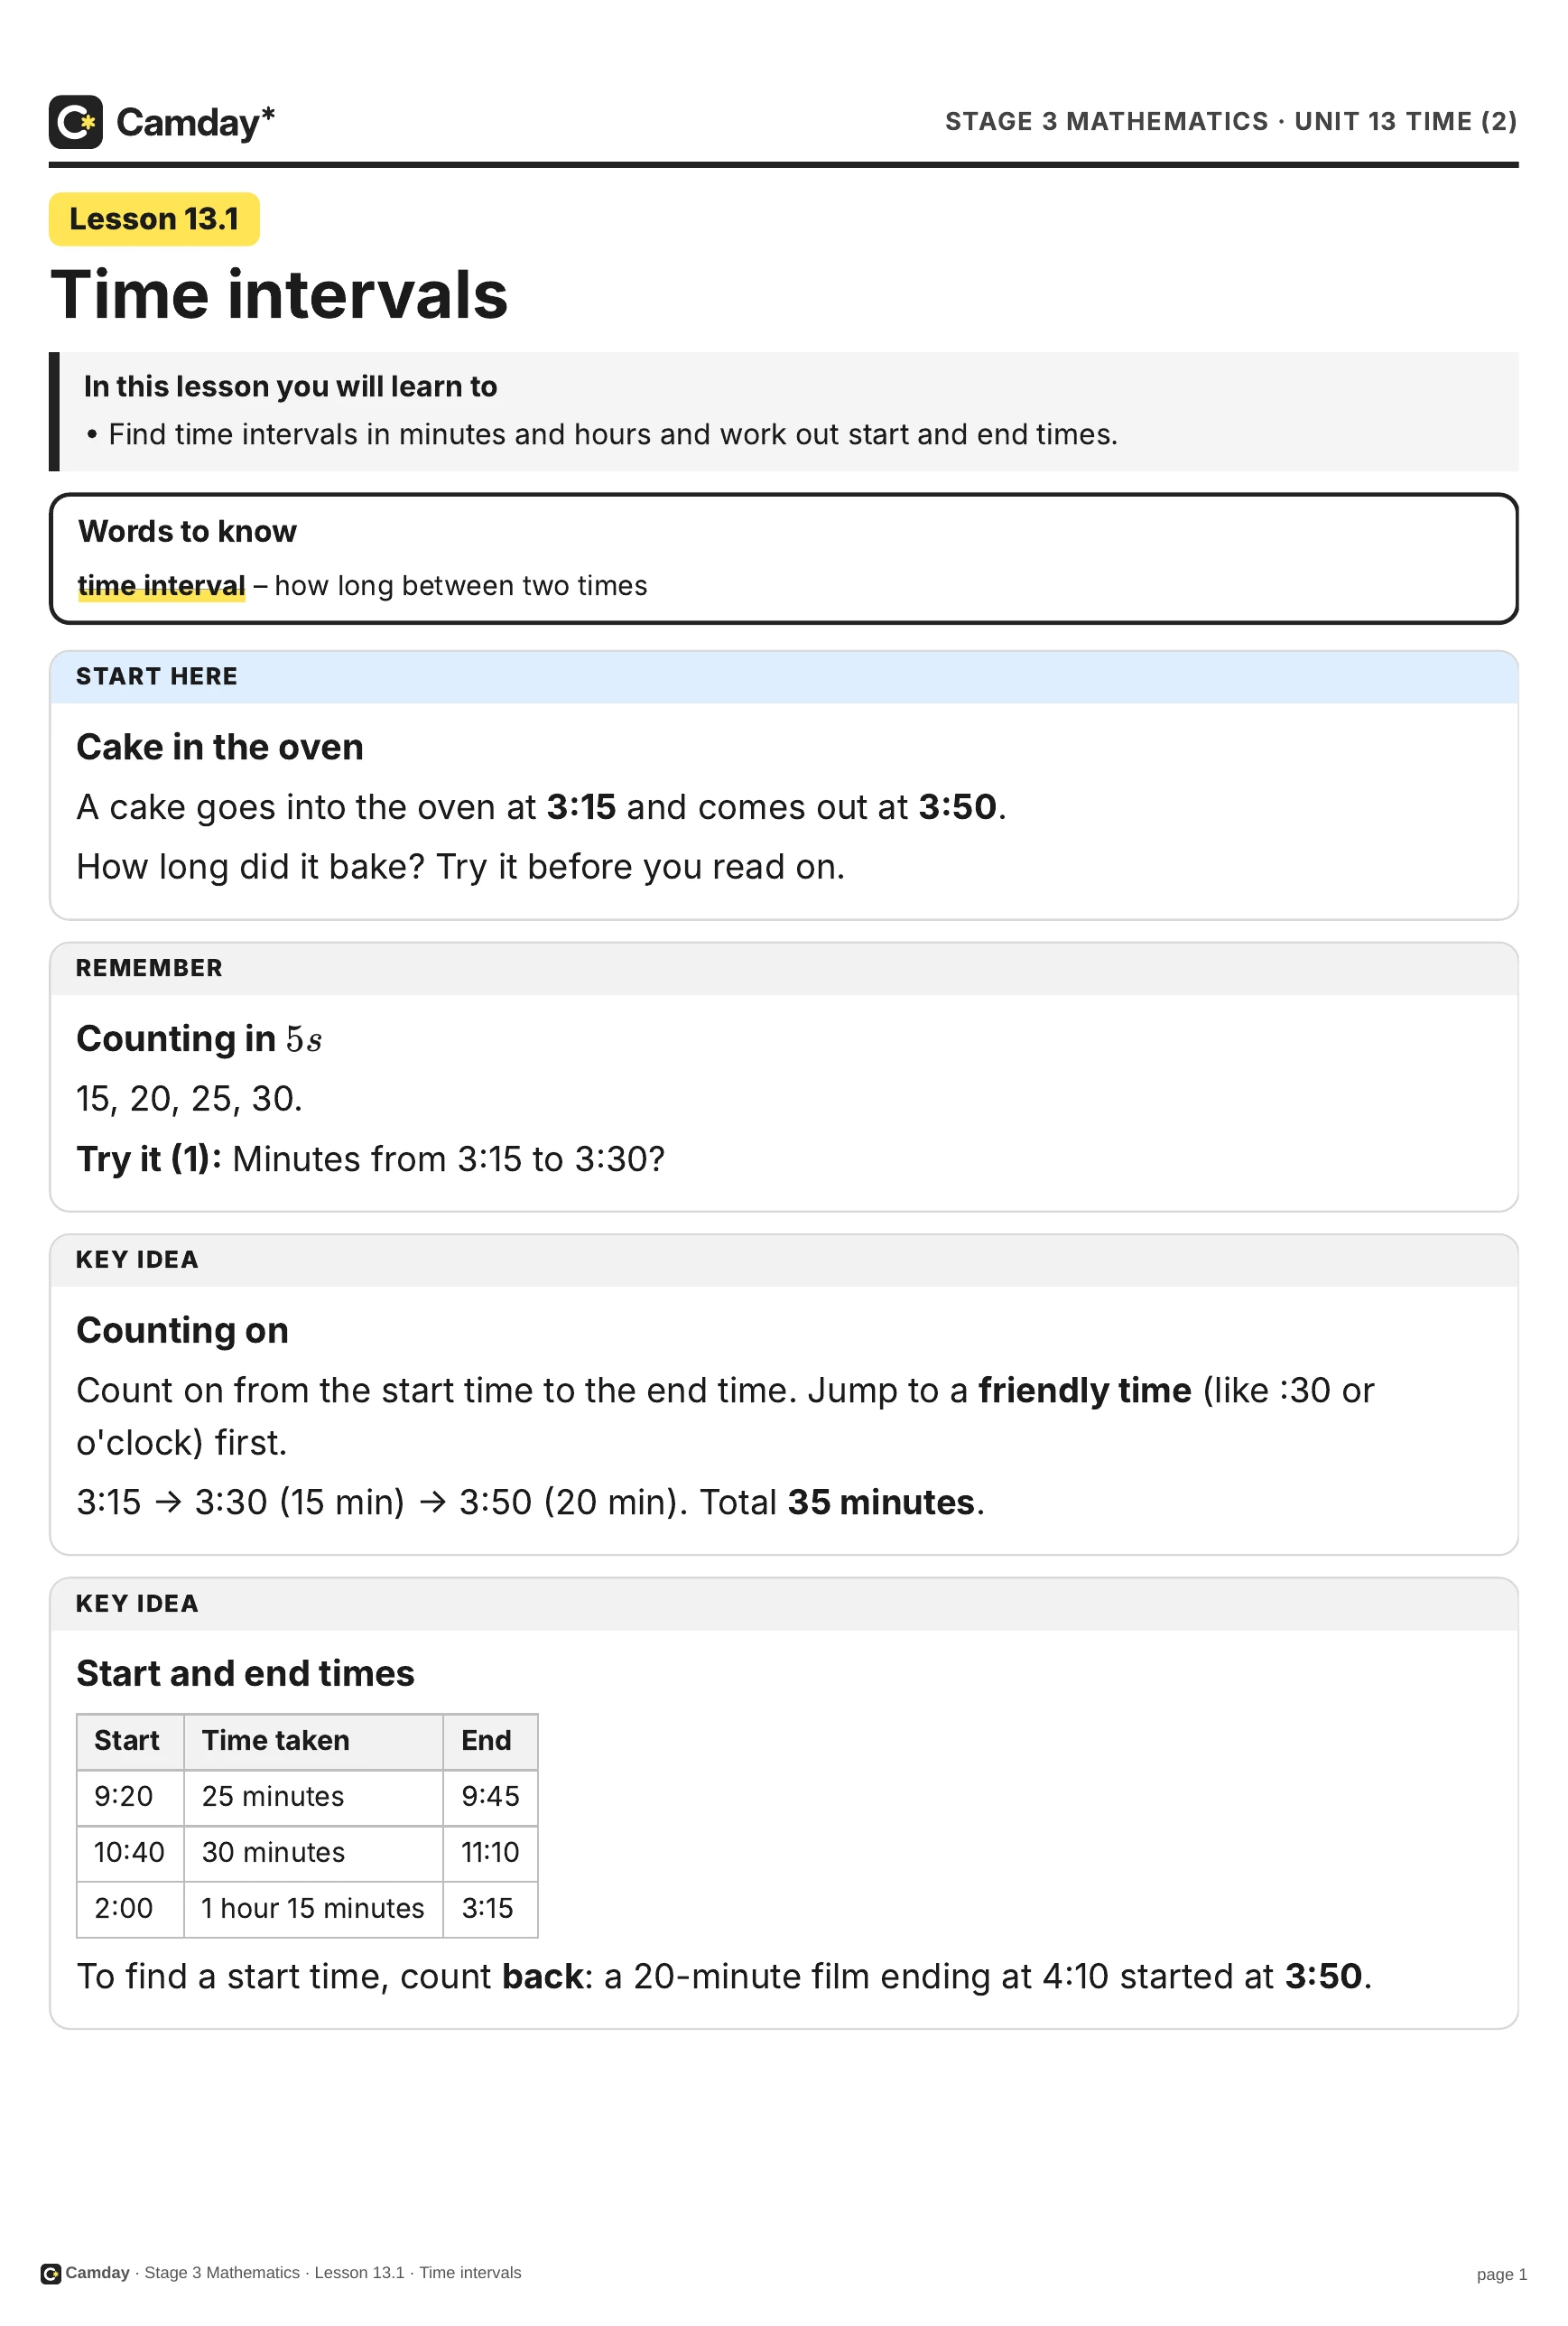 Camday*
STAGE 3 MATHEMATICS · UNIT 13 TIME (2)
Lesson 13.1
Time intervals
In this lesson you will learn to
• Find time intervals in minutes and hours and work out start and end times.
Words to know
time interval – how long between two times
START HERE
Cake in the oven
A cake goes into the oven at 3:15 and comes out at 3:50.
How long did it bake? Try it before you read on.
REMEMBER
Counting in 5s
15, 20, 25, 30.
Try it (1): Minutes from 3:15 to 3:30?
KEY IDEA
Counting on
Count on from the start time to the end time. Jump to a friendly time (like :30 or
o'clock) first.
3:15 → 3:30 (15 min) → 3:50 (20 min). Total 35 minutes.
KEY IDEA
Start and end times
Start Time taken End
9:20 25 minutes 9:45
10:40 30 minutes 11:10
2:00 1 hour 15 minutes 3:15
To find a start time, count back: a 20-minute film ending at 4:10 started at 3:50.
Camday · Stage 3 Mathematics · Lesson 13.1 · Time intervals
page 1